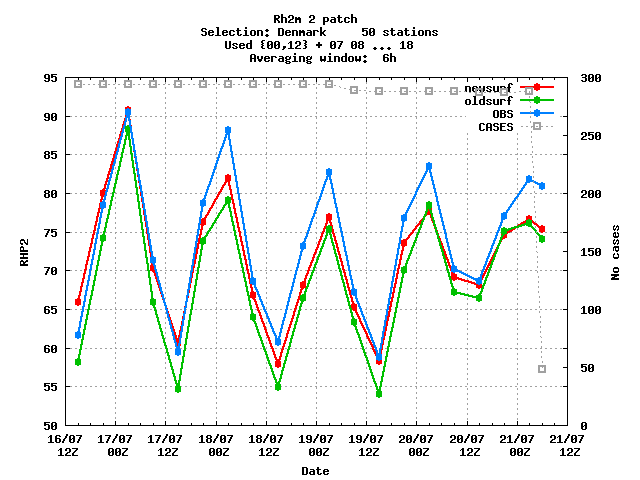 Rh2m 2 patch
Selection: Denmark 50 stations
Used {00,12} + 07 08 ... 18
Averaging window: 6h
95 300
newsurf
oldsurf
OBS
CASES
90
85 250
80 200
75
70 150
65 100
60
55 50
50 0
RHP2
No cases
16/07 17/07 17/07 18/07 18/07 19/07 19/07 20/07 20/07 21/07 21/07
12Z 00Z 12Z 00Z 12Z 00Z 12Z 00Z 12Z 00Z 12Z
Date